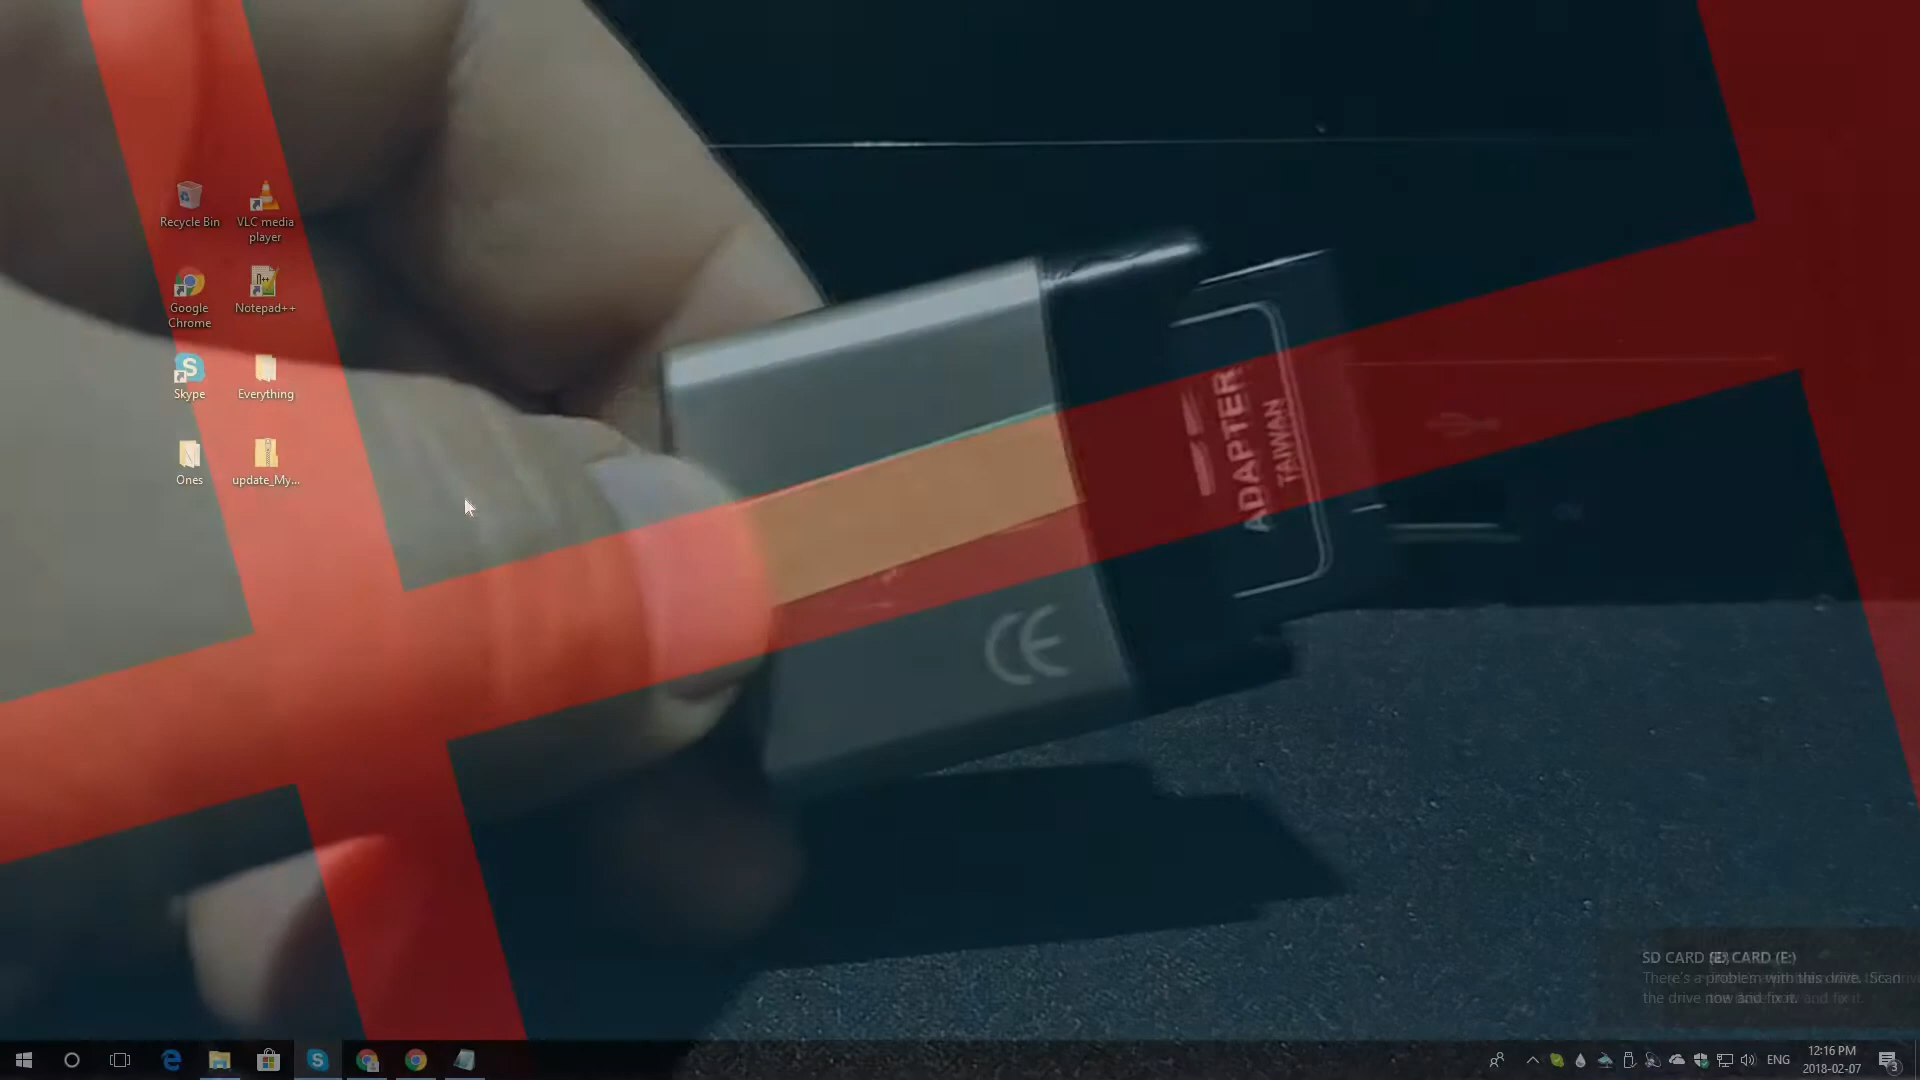 Recycle Bin
VLC media
player
Google
Chrome
Notepad++
Skype
Everything
Ones
update_My...
ADAPTER
TAIWAN
CE
SD CARD (E:)
There's a problem with this drive. Scan
the drive now and fix it.
ENG
12:16 PM
2018-02-07
3